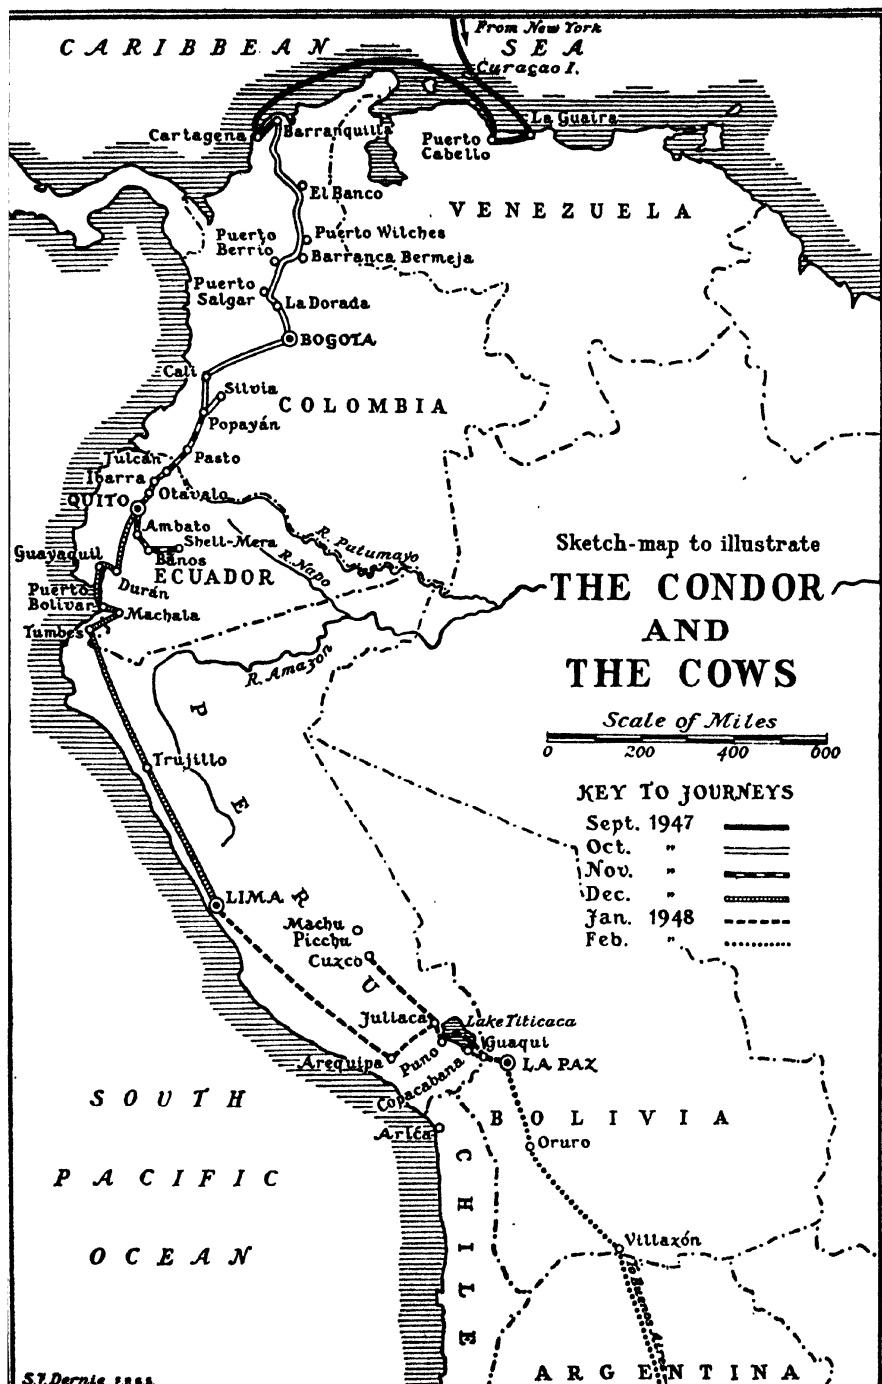 From New York
CARIBBEAN SEA
Curaçao I.
La Guaira
Cartagena
Barranquilla
Puerto
Cabello
El Banco
VENEZUELA
Puerto
Berrio
Puerto Wilches
Barranca Bermeja
Puerto
Salgar
La Dorada
BOGOTA
Cali
Silvia
COLOMBIA
Popayán
Tulcán
Pasto
Ibarra
Otavalo
QUITO
Ambato
Shell-Mera
Baños
R. Putumayo
R. Napo
Guayaquil
ECUADOR
Durán
Puerto
Bolivar
Machala
Tumbes
R. Amazon
Sketch-map to illustrate
THE CONDOR
AND
THE COWS
Scale of Miles
0 200 400 600
KEY TO JOURNEYS
Sept. 1947
Oct. "
Nov. "
Dec. "
Jan. 1948
Feb. "
PERU
Trujillo
LIMA
Machu
Picchu
Cuzco
Juliaca
Lake Titicaca
Guaqui
Puno
Arequipa
Copacabana
LA PAZ
SOUTH
PACIFIC
OCEAN
BOLIVIA
Arica
Oruro
CHILE
Villazón
To Buenos Aires
ARGENTINA